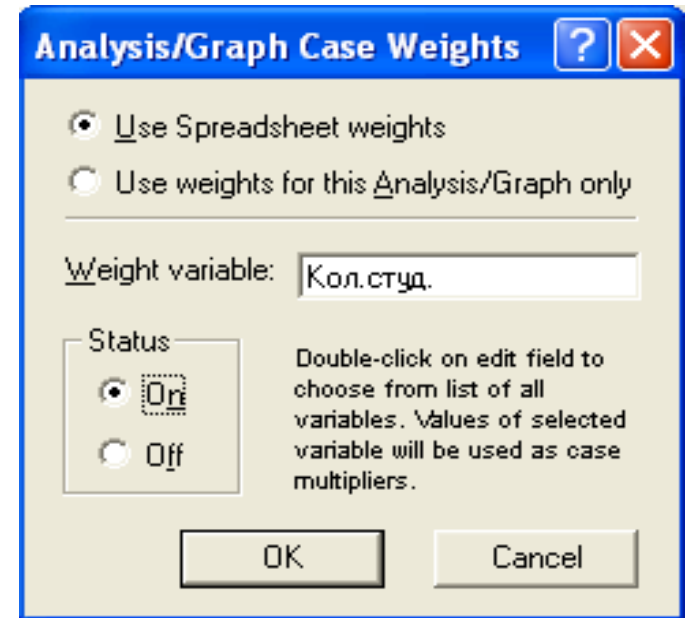 Analysis/Graph Case Weights
Use Spreadsheet weights
Use weights for this Analysis/Graph only
Weight variable: Кол.студ.
Status
On
Off
Double-click on edit field to
choose from list of all
variables. Values of selected
variable will be used as case
multipliers.
OK Cancel